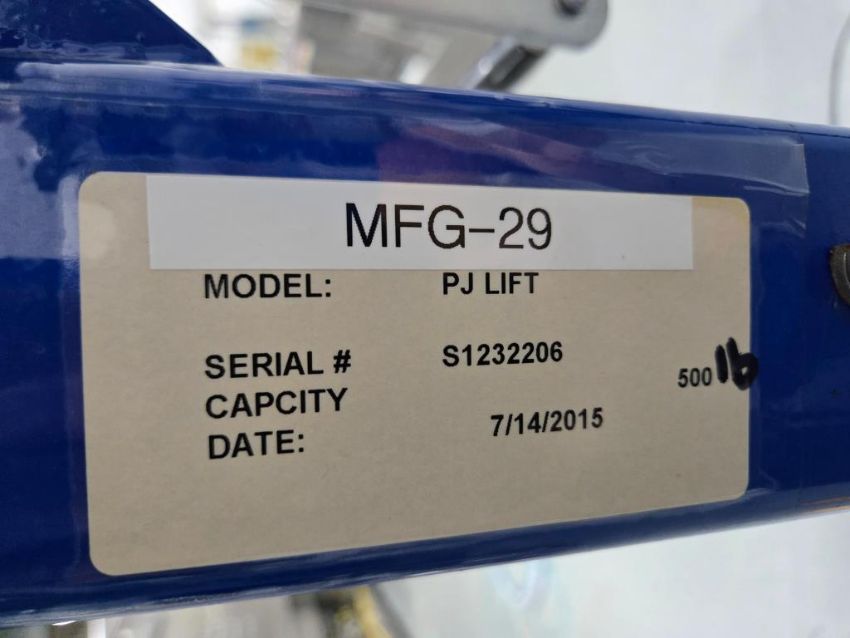 MFG-29
MODEL: PJ LIFT
SERIAL # S1232206
CAPCITY 500 lb
DATE: 7/14/2015